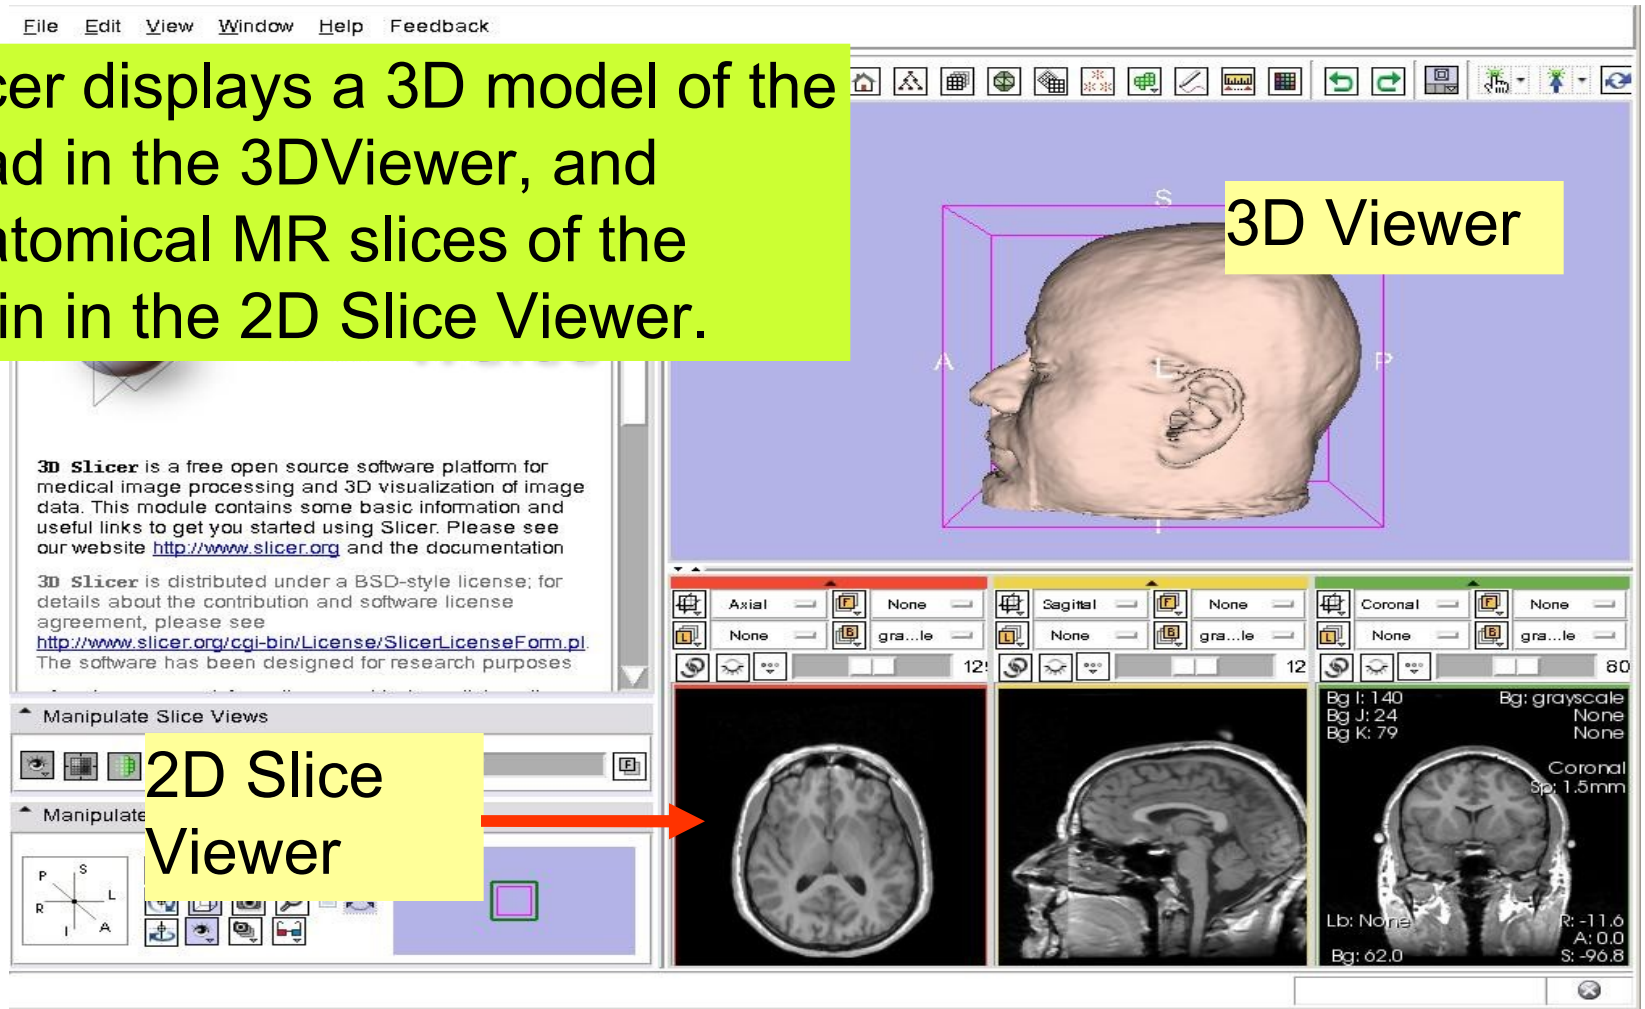 File Edit View Window Help Feedback
cer displays a 3D model of the
ad in the 3DViewer, and
atomical MR slices of the
in in the 2D Slice Viewer.
3D Viewer
S
A
L
P
I
3D Slicer is a free open source software platform for
medical image processing and 3D visualization of image
data. This module contains some basic information and
useful links to get you started using Slicer. Please see
our website http://www.slicer.org and the documentation
3D Slicer is distributed under a BSD-style license; for
details about the contribution and software license
agreement, please see
http://www.slicer.org/cgi-bin/License/SlicerLicenseForm.pl.
The software has been designed for research purposes
Manipulate Slice Views
2D Slice
Viewer
Manipulate
P S
L
R
I A
Axial F None
L None B gra...le
12
Sagittal F None
L None B gra...le
12
Coronal F None
L None B gra...le
80
F
Bg I: 140
Bg J: 24
Bg K: 79
Bg: grayscale
None
None
Coronal
Sp: 1.5mm
Lb: None
Bg: 62.0
R: -11.6
A: 0.0
S: -96.8